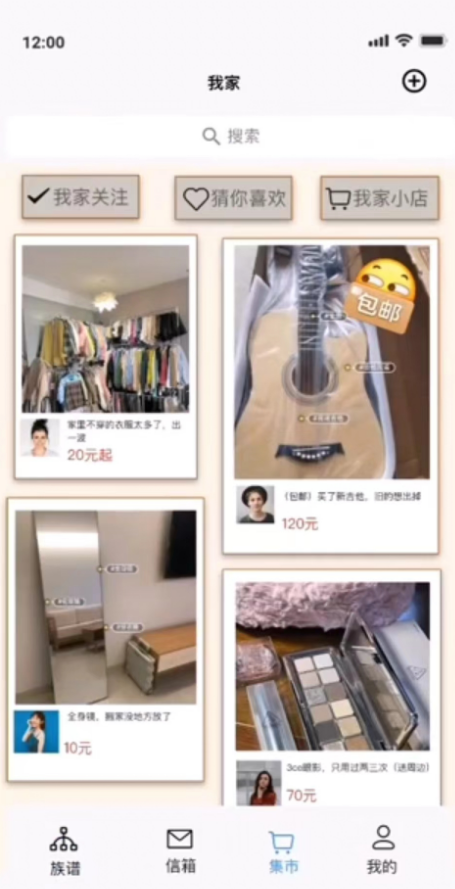 12:00
我家
搜索
我家关注
猜你喜欢
我家小店
包邮
家里不穿的衣服太多了，出
一波
20元起
（包邮）买了新吉他，旧的想出掉
120元
全身镜，搬家没地方放了
10元
3ce眼影，只用过两三次（送周边）
70元
族谱
信箱
集市
我的